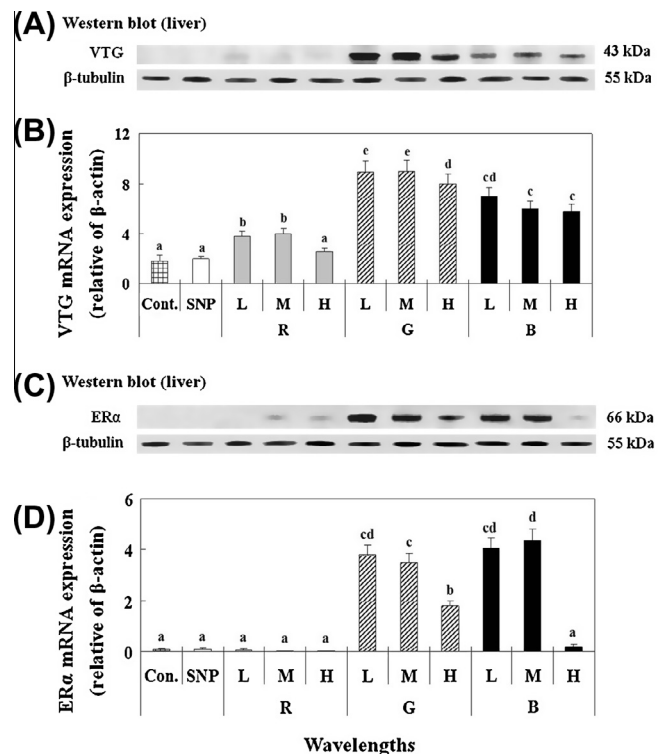 (A) Western blot (liver)
VTG 43 kDa
β-tubulin 55 kDa
(B)
VTG mRNA expression
(relative of β-actin)
12
8
4
0
a a b b a e e d cd c c
Cont. SNP L M H L M H L M H
R G B
(C) Western blot (liver)
ERα 66 kDa
β-tubulin 55 kDa
(D)
ERα mRNA expression
(relative of β-actin)
6
4
2
0
a a a a a cd c b cd d a
Con. SNP L M H L M H L M H
R G B
Wavelengths